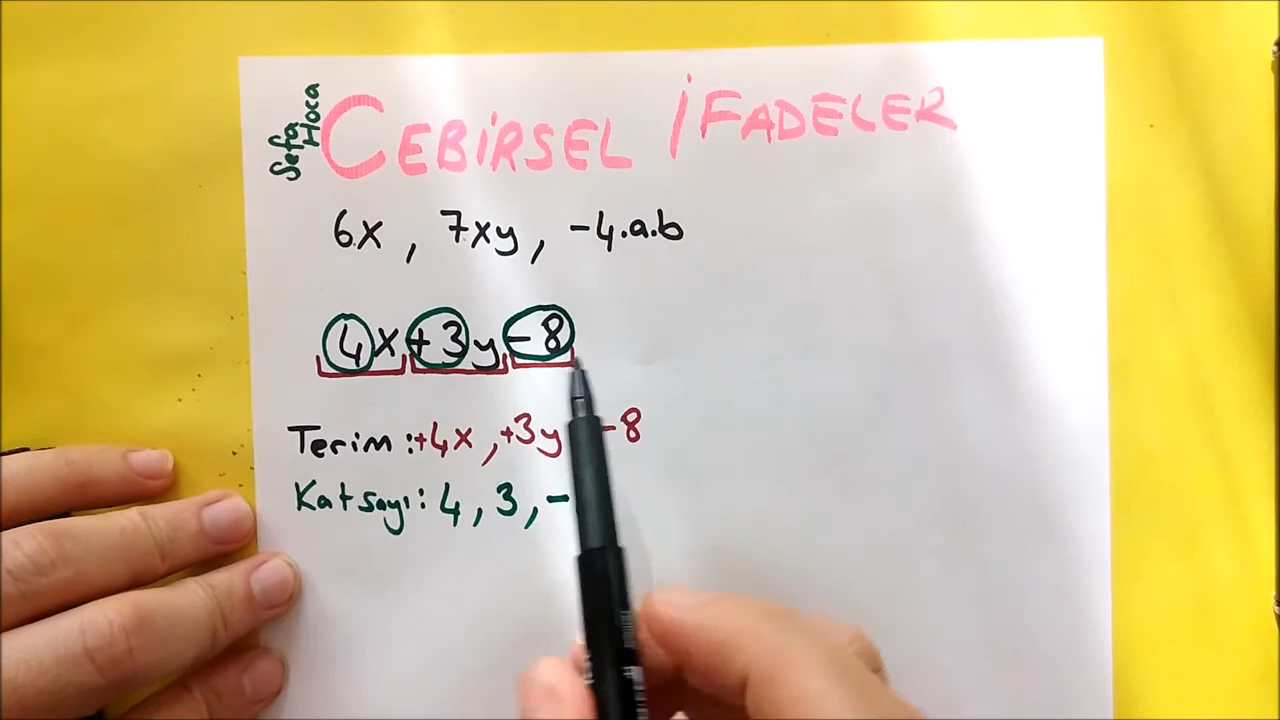 Sefa Hoca
CEBİRSEL İFADELER
6x , 7xy , -4.a.b
4x+3y-8
Terim :+4x ,+3y -8
Katsayı: 4 , 3 , -